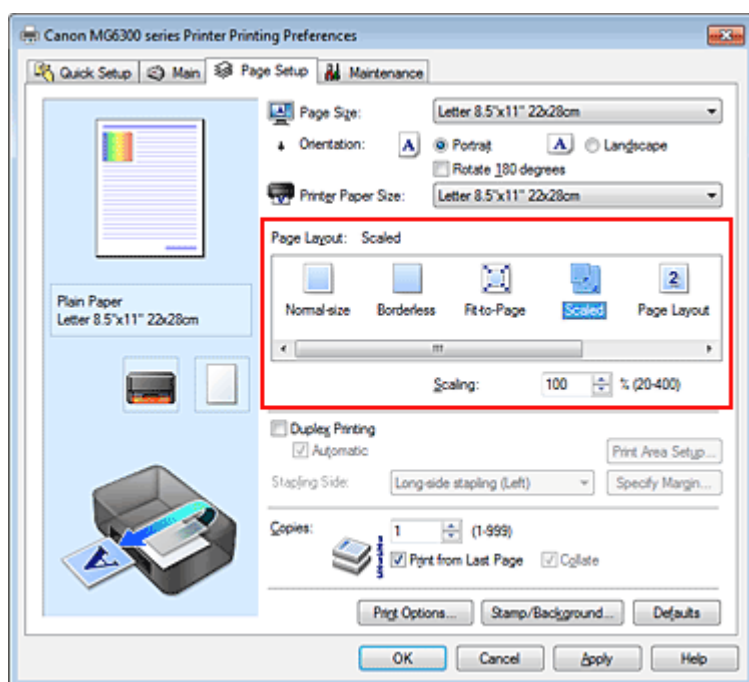 Canon MG6300 series Printer Printing Preferences
Quick Setup Main Page Setup Maintenance
Page Size: Letter 8.5"x11" 22x28cm
Orientation: A Portrait A Landscape
Rotate 180 degrees
Printer Paper Size: Letter 8.5"x11" 22x28cm
Page Layout: Scaled
Normal-size Borderless Fit-to-Page Scaled Page Layout
Scaling: 100 % (20-400)
Plain Paper
Letter 8.5"x11" 22x28cm
Duplex Printing
Automatic Print Area Setup...
Stapling Side: Long-side stapling (Left) Specify Margin...
Copies: 1 (1-999)
Print from Last Page Collate
Print Options... Stamp/Background... Defaults
OK Cancel Apply Help